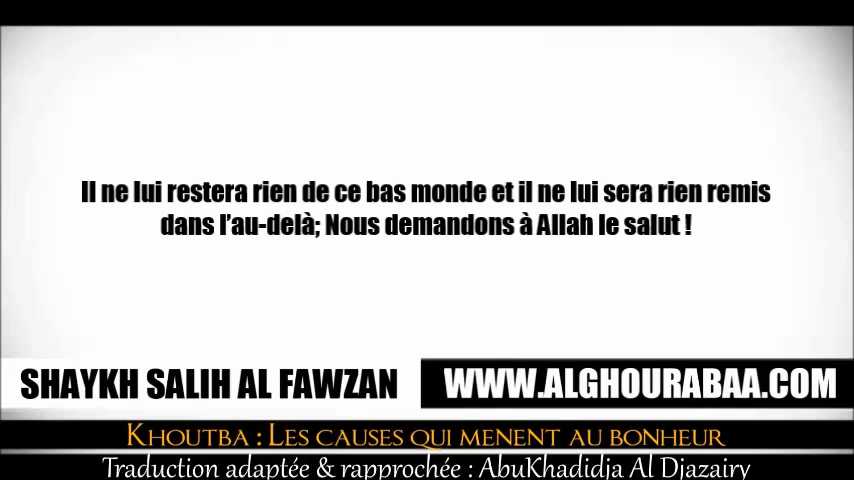 Il ne lui restera rien de ce bas monde et il ne lui sera rien remis
dans l'au-delà; Nous demandons à Allah le salut !
SHAYKH SALIH AL FAWZAN
WWW.ALGHOURABAA.COM
Khoutba : Les causes qui menent au bonheur
Traduction adaptée & rapprochée : AbuKhadidja Al Djazairy